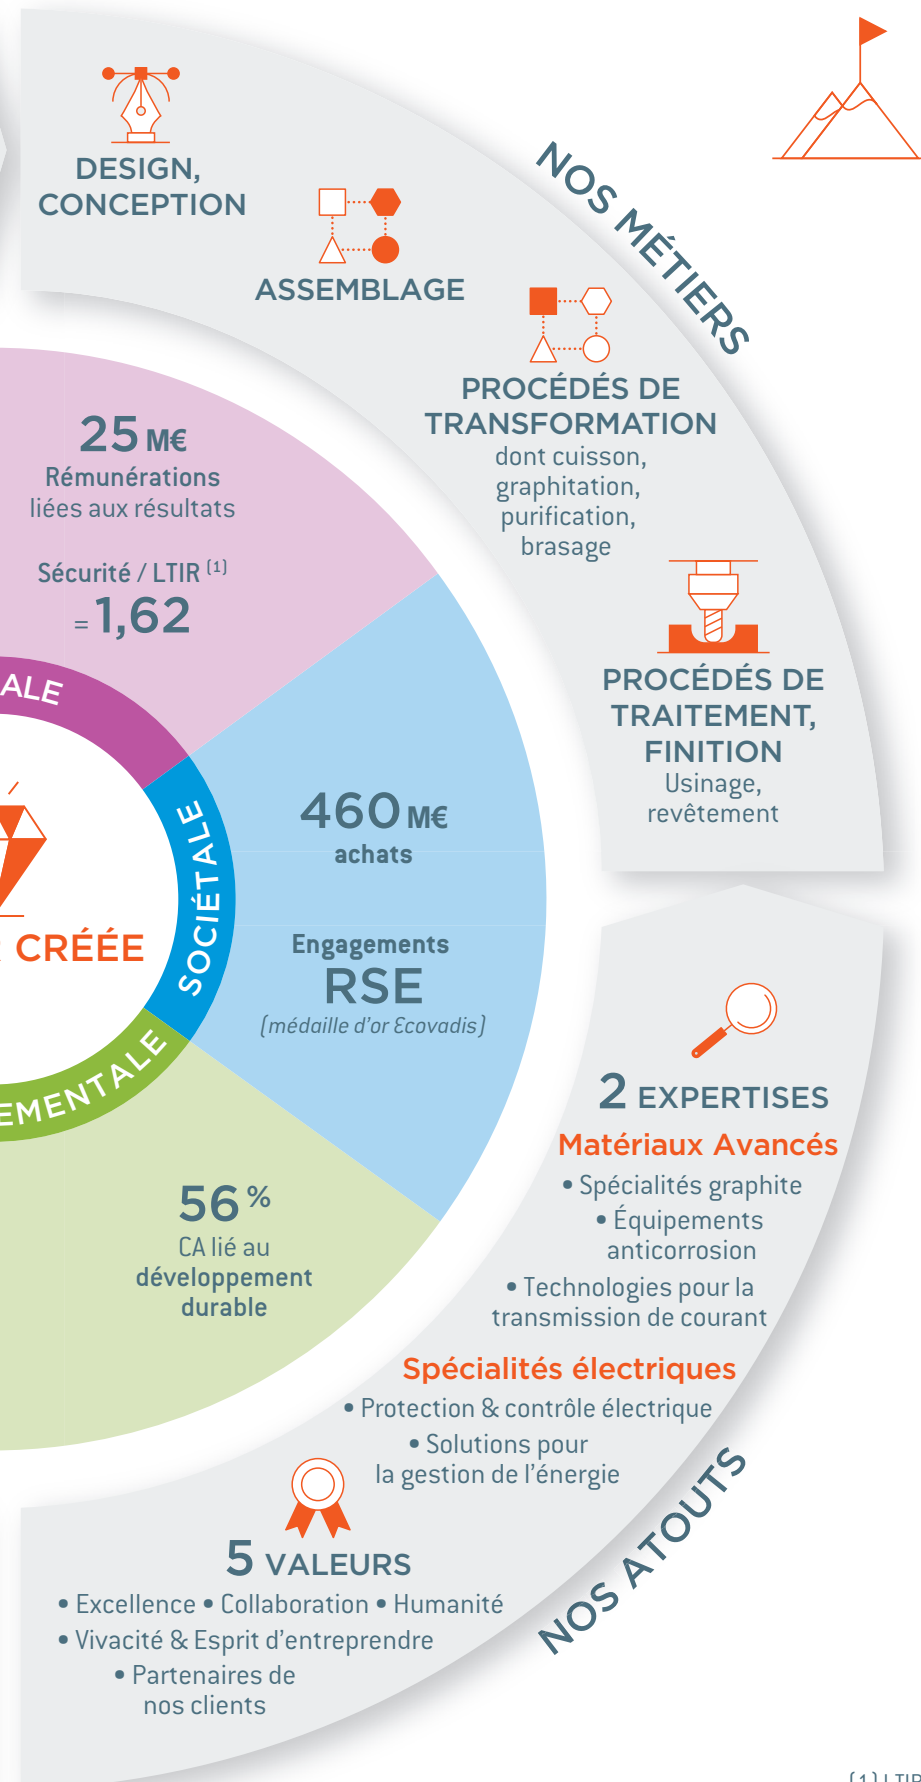 DESIGN,
CONCEPTION
ASSEMBLAGE
NOS MÉTIERS
PROCÉDÉS DE
TRANSFORMATION
dont cuisson,
graphitation,
purification,
brasage
PROCÉDÉS DE
TRAITEMENT,
FINITION
Usinage,
revêtement
25 M€
Rémunérations
liées aux résultats
Sécurité / LTIR (1)
= 1,62
ALE
SOCIÉTALE
460 M€
achats
Engagements
RSE
(médaille d'or Ecovadis)
CRÉÉE
EMENTALE
56 %
CA lié au
développement
durable
2 EXPERTISES
Matériaux Avancés
• Spécialités graphite
• Équipements
anticorrosion
• Technologies pour la
transmission de courant
Spécialités électriques
• Protection & contrôle électrique
• Solutions pour
la gestion de l'énergie
NOS ATOUTS
5 VALEURS
• Excellence • Collaboration • Humanité
• Vivacité & Esprit d'entreprendre
• Partenaires de
nos clients
(1) LTIR